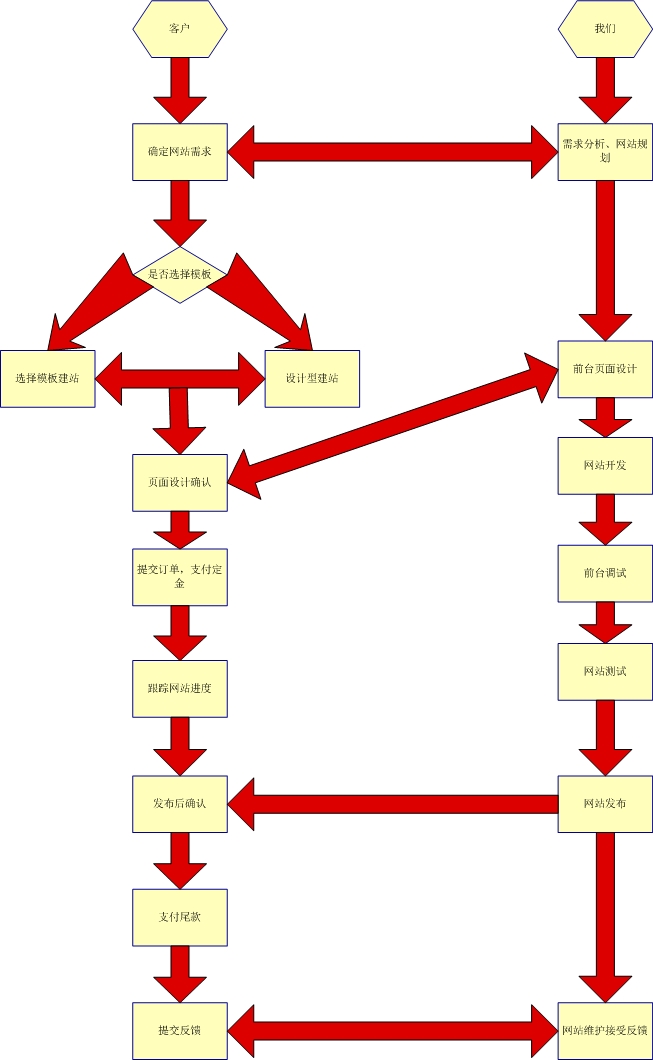 客户
我们
确定网站需求
需求分析、网站规
划
是否选择模板
选择模板建站
设计型建站
前台页面设计
网站开发
页面设计确认
提交订单，支付定
金
前台调试
跟踪网站进度
网站测试
发布后确认
网站发布
支付尾款
提交反馈
网站维护接受反馈